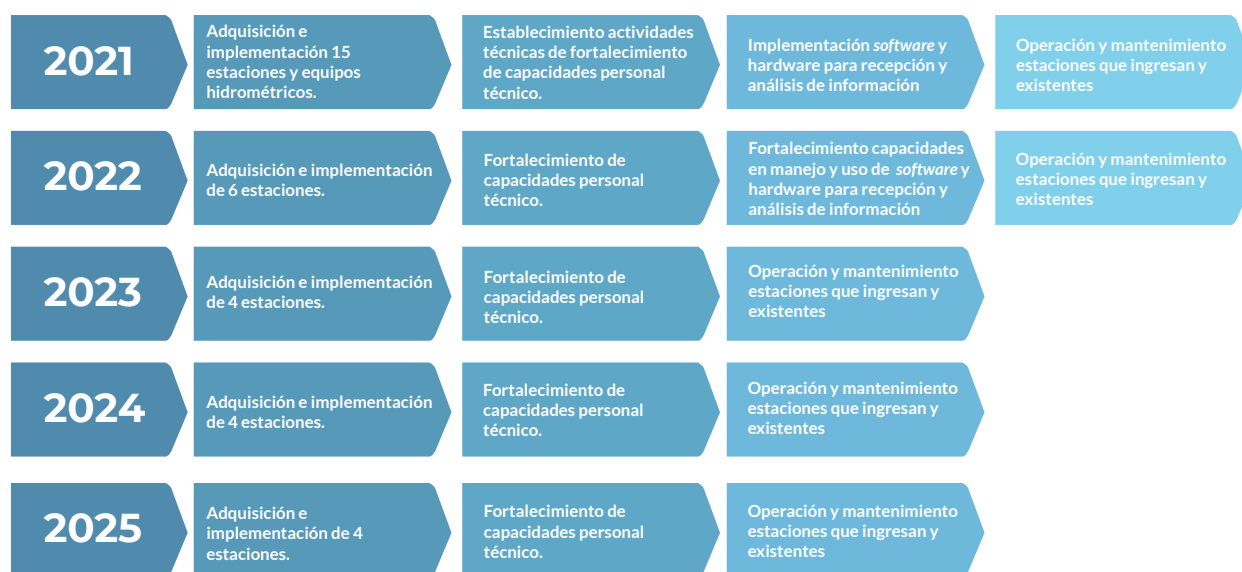 2021
Adquisición e
implementación 15
estaciones y equipos
hidrométricos.
Establecimiento actividades
técnicas de fortalecimiento
de capacidades personal
técnico.
Implementación software y
hardware para recepción y
análisis de información
Operación y mantenimiento
estaciones que ingresan y
existentes
2022
Adquisición e implementación
de 6 estaciones.
Fortalecimiento de
capacidades personal
técnico.
Fortalecimiento capacidades
en manejo y uso de software y
hardware para recepción y
análisis de información
Operación y mantenimiento
estaciones que ingresan y
existentes
2023
Adquisición e implementación
de 4 estaciones.
Fortalecimiento de
capacidades personal
técnico.
Operación y mantenimiento
estaciones que ingresan y
existentes
2024
Adquisición e implementación
de 4 estaciones.
Fortalecimiento de
capacidades personal
técnico.
Operación y mantenimiento
estaciones que ingresan y
existentes
2025
Adquisición e
implementación de 4
estaciones.
Fortalecimiento de
capacidades personal
técnico.
Operación y mantenimiento
estaciones que ingresan y
existentes